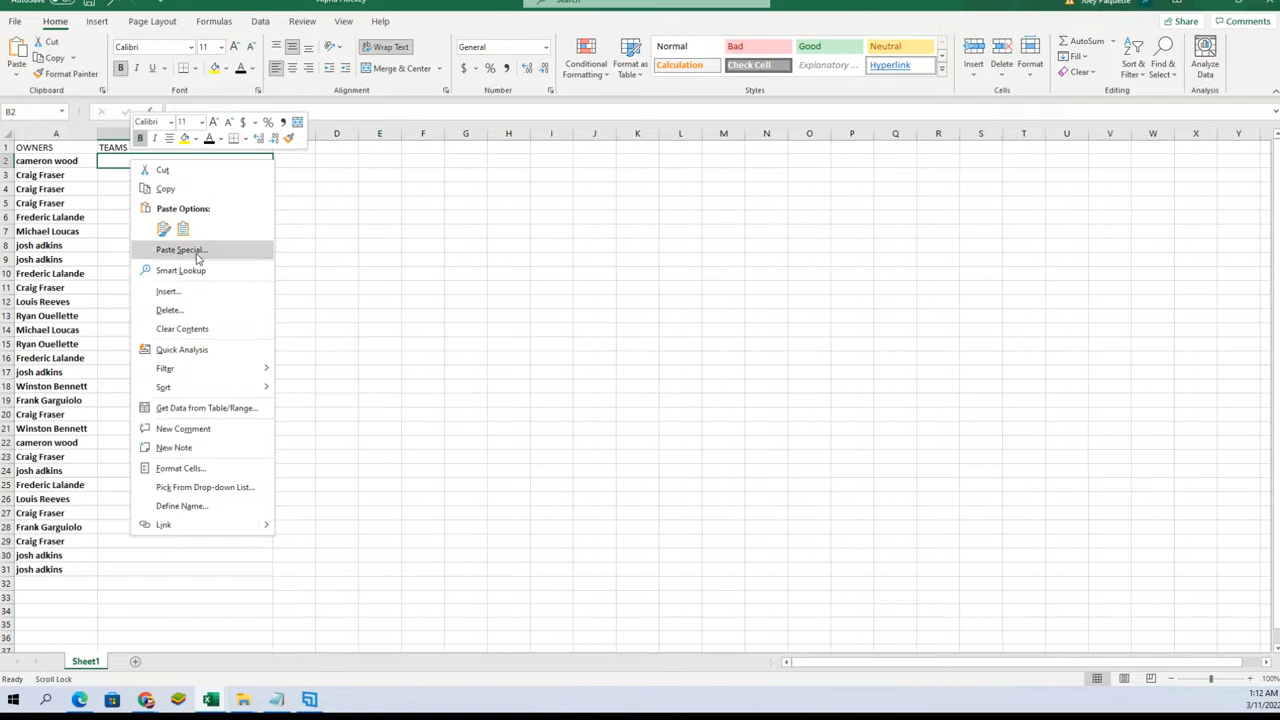 AutoSave
Alpha Hockey
Search
Joey Paquette
File Home Insert Page Layout Formulas Data Review View Help Share Comments
Paste Cut Copy Format Painter Clipboard
Calibri 11 B I U Font
Wrap Text Merge & Center Alignment
General $ % , Number
Conditional Formatting Format as Table
Normal Bad Good Neutral
Calculation Check Cell Explanatory ... Hyperlink
Styles
Insert Delete Format Cells
AutoSum Fill Clear Sort & Filter Find & Select Editing
Analyze Data Analysis
B2
Calibri 11 A A $ % ,
B I A
A D E F G H I J K L M N O P Q R S T U V W X Y Z
1 OWNERS TEAMS
2 cameron wood
3 Craig Fraser
4 Craig Fraser
5 Craig Fraser
6 Frederic Lalande
7 Michael Loucas
8 josh adkins
9 josh adkins
10 Frederic Lalande
11 Craig Fraser
12 Louis Reeves
13 Ryan Ouellette
14 Michael Loucas
15 Ryan Ouellette
16 Frederic Lalande
17 josh adkins
18 Winston Bennett
19 Frank Garguiolo
20 Craig Fraser
21 Winston Bennett
22 cameron wood
23 Craig Fraser
24 josh adkins
25 Frederic Lalande
26 Louis Reeves
27 Craig Fraser
28 Frank Garguiolo
29 Craig Fraser
30 josh adkins
31 josh adkins
32
33
34
35
36
37
Cut
Copy
Paste Options:
Paste Special...
Smart Lookup
Insert...
Delete...
Clear Contents
Quick Analysis
Filter
Sort
Get Data from Table/Range...
New Comment
New Note
Format Cells...
Pick From Drop-down List...
Define Name...
Link
Sheet1
Ready Scroll Lock 100%
1:12 AM